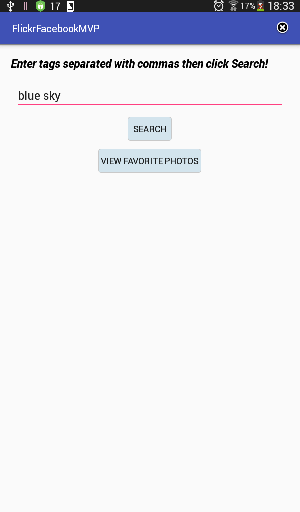 17 17% 18:33
FlickrFacebookMVP
Enter tags separated with commas then click Search!
blue sky
SEARCH
VIEW FAVORITE PHOTOS